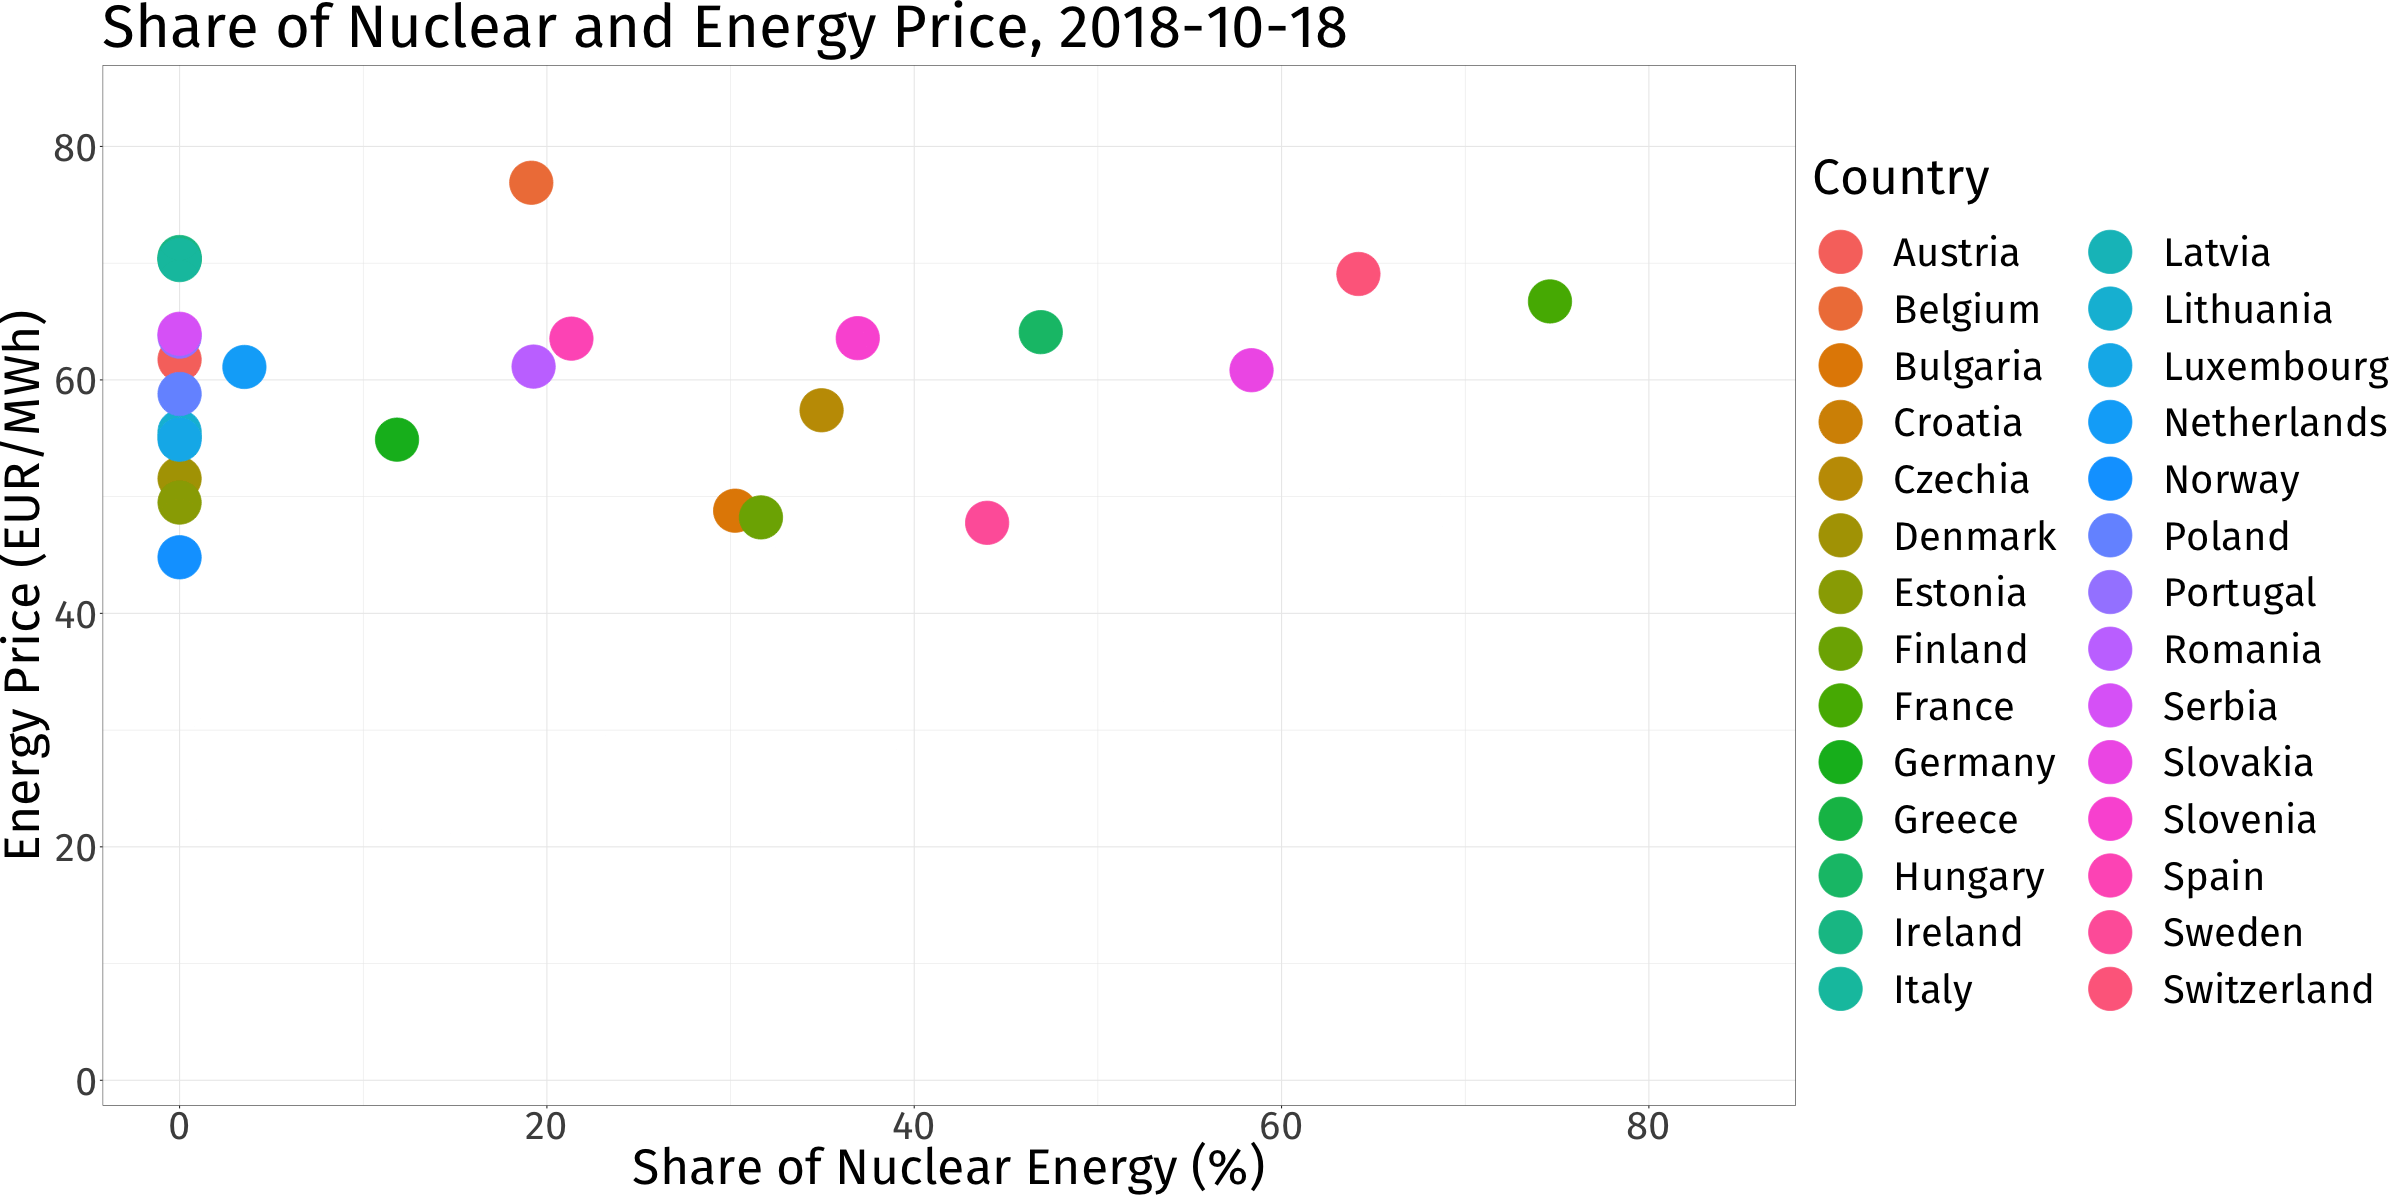 Share of Nuclear and Energy Price, 2018-10-18
Energy Price (EUR/MWh)
80
60
40
20
0
0 20 40 60 80
Share of Nuclear Energy (%)
Country
Austria
Belgium
Bulgaria
Croatia
Czechia
Denmark
Estonia
Finland
France
Germany
Greece
Hungary
Ireland
Italy
Latvia
Lithuania
Luxembourg
Netherlands
Norway
Poland
Portugal
Romania
Serbia
Slovakia
Slovenia
Spain
Sweden
Switzerland